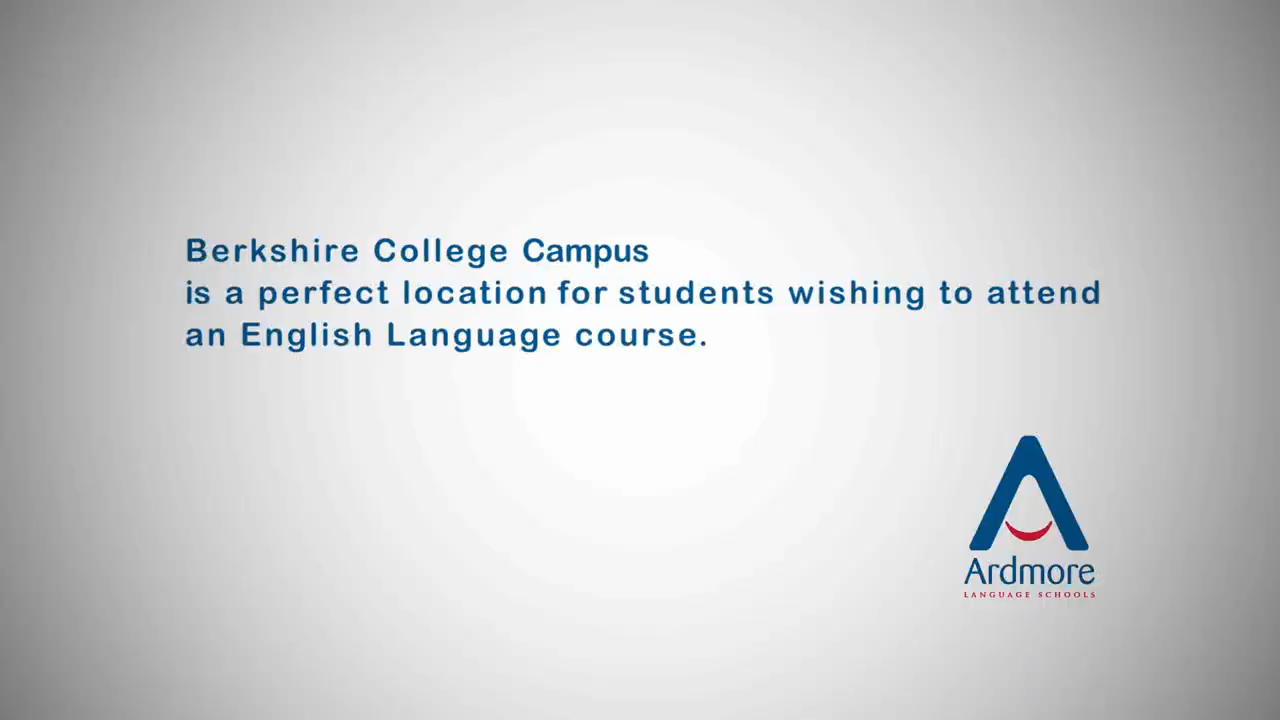 Berkshire College Campus
is a perfect location for students wishing to attend
an English Language course.
Ardmore
LANGUAGE SCHOOLS